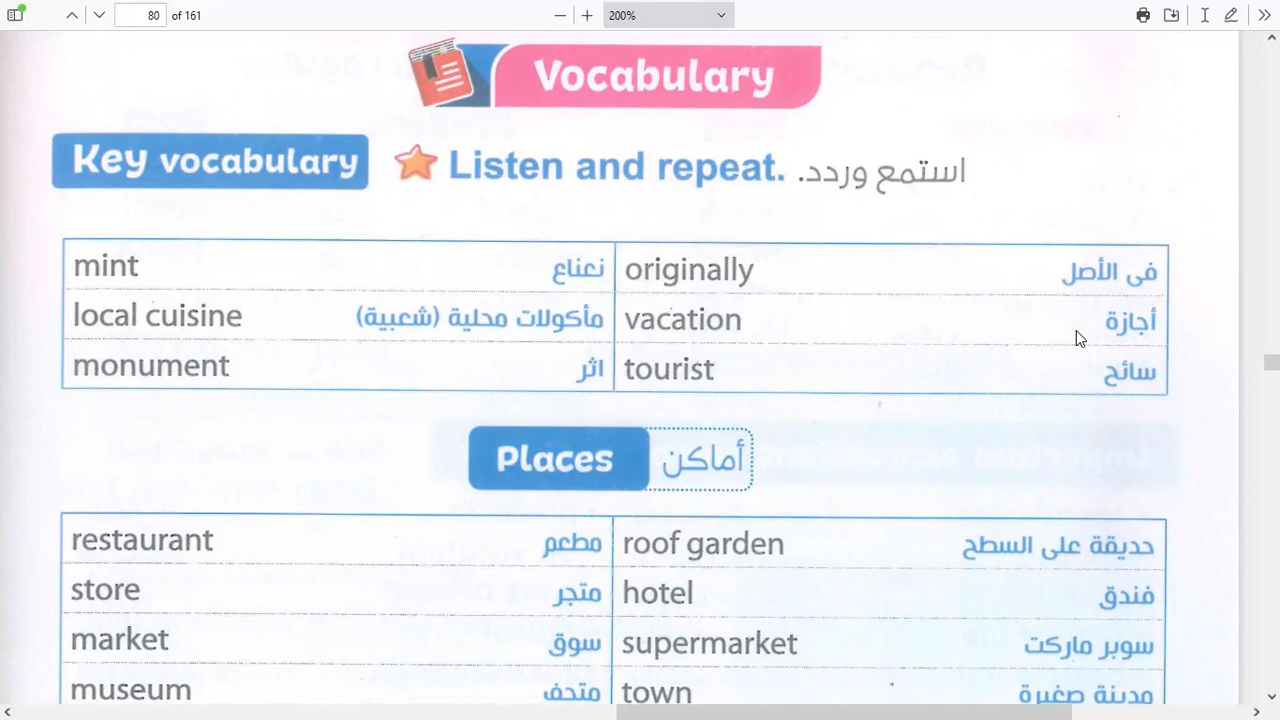 80 of 161
200%
Vocabulary
Key vocabulary
Listen and repeat. استمع وردد.
mint نعناع originally فى الأصل
local cuisine مأكولات محلية (شعبية) vacation أجازة
monument اثر tourist سائح
Places أماكن
restaurant مطعم roof garden حديقة على السطح
store متجر hotel فندق
market سوق supermarket سوبر ماركت
museum متحف town مدينة صغيرة